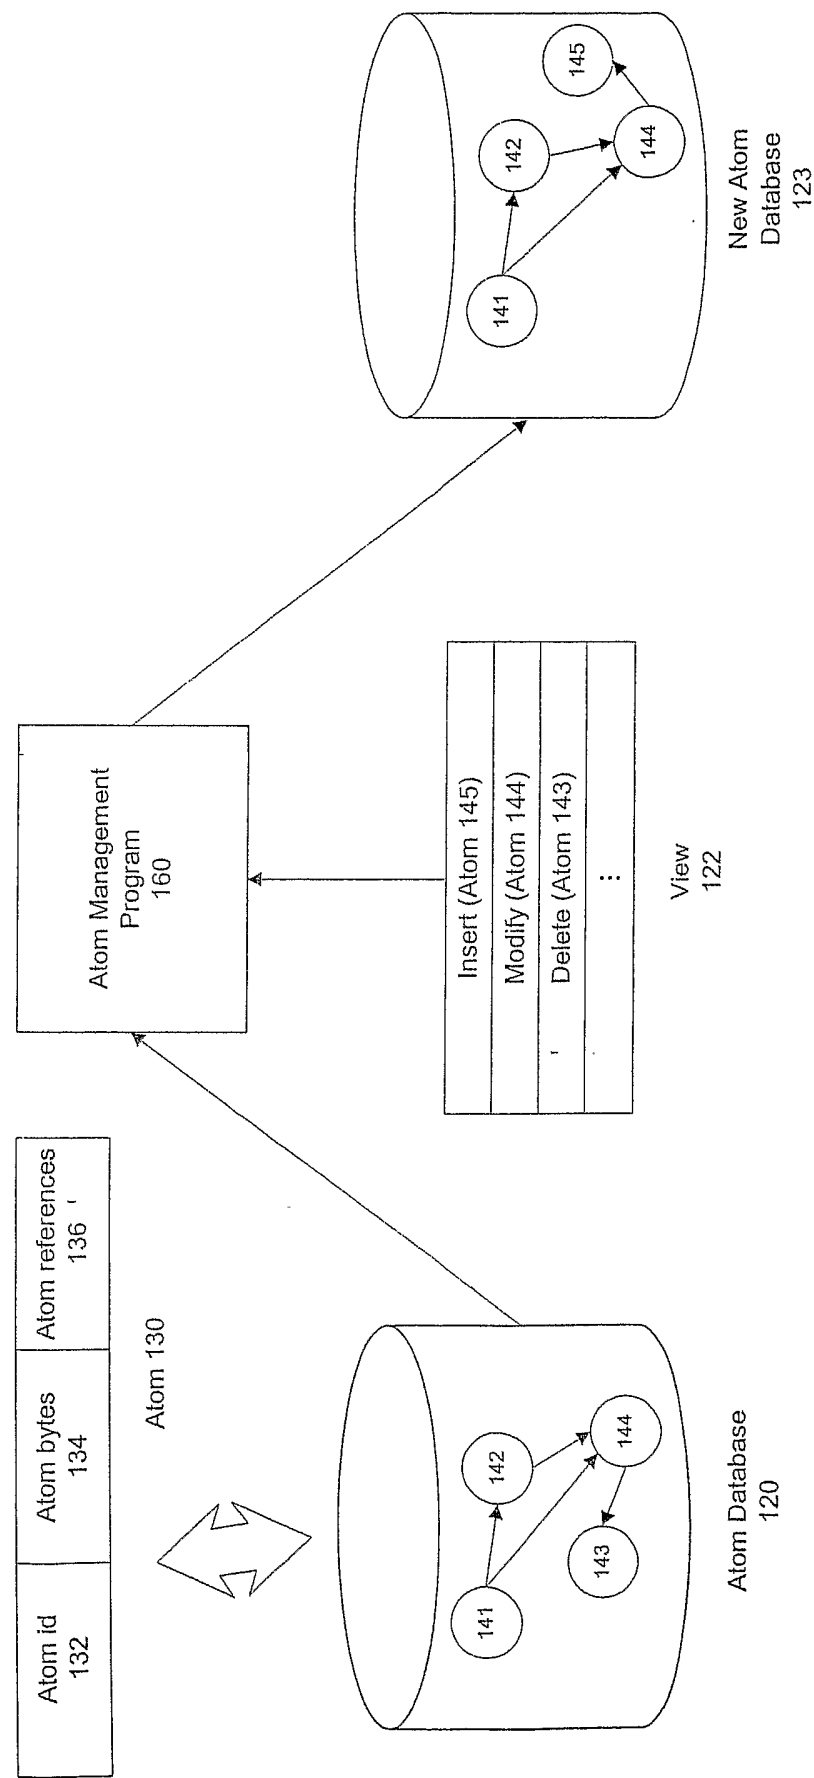 Atom id
132
Atom bytes
134
Atom references
136
Atom 130
Atom Management
Program
160
141
142
143
144
Atom Database
120
Insert (Atom 145)
Modify (Atom 144)
Delete (Atom 143)
...
View
122
141
142
144
145
New Atom
Database
123